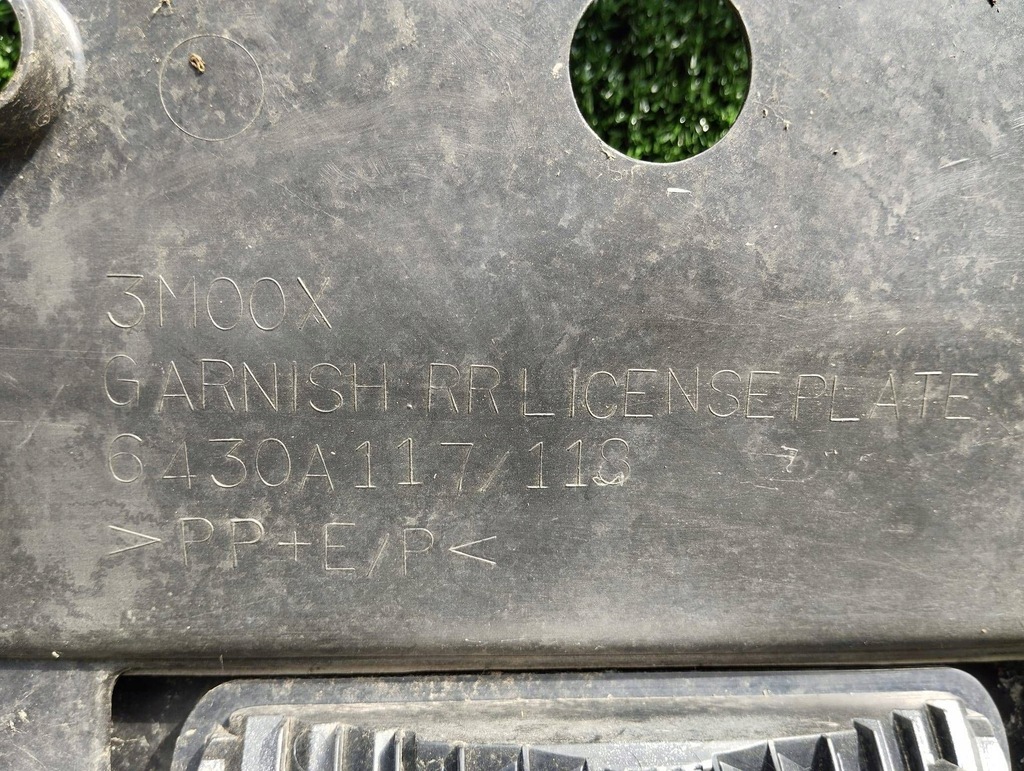 3M00X
GARNISH.RR LICENSE PLATE
6430A117/118
>PP+E/P<